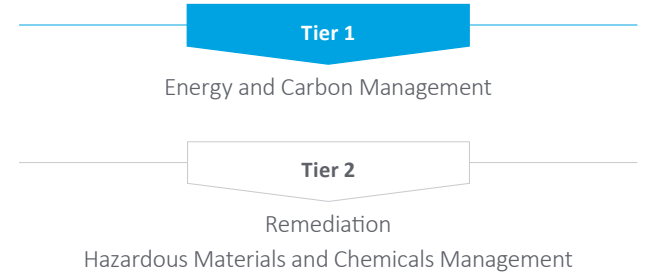 Tier 1
Energy and Carbon Management
Tier 2
Remediation
Hazardous Materials and Chemicals Management